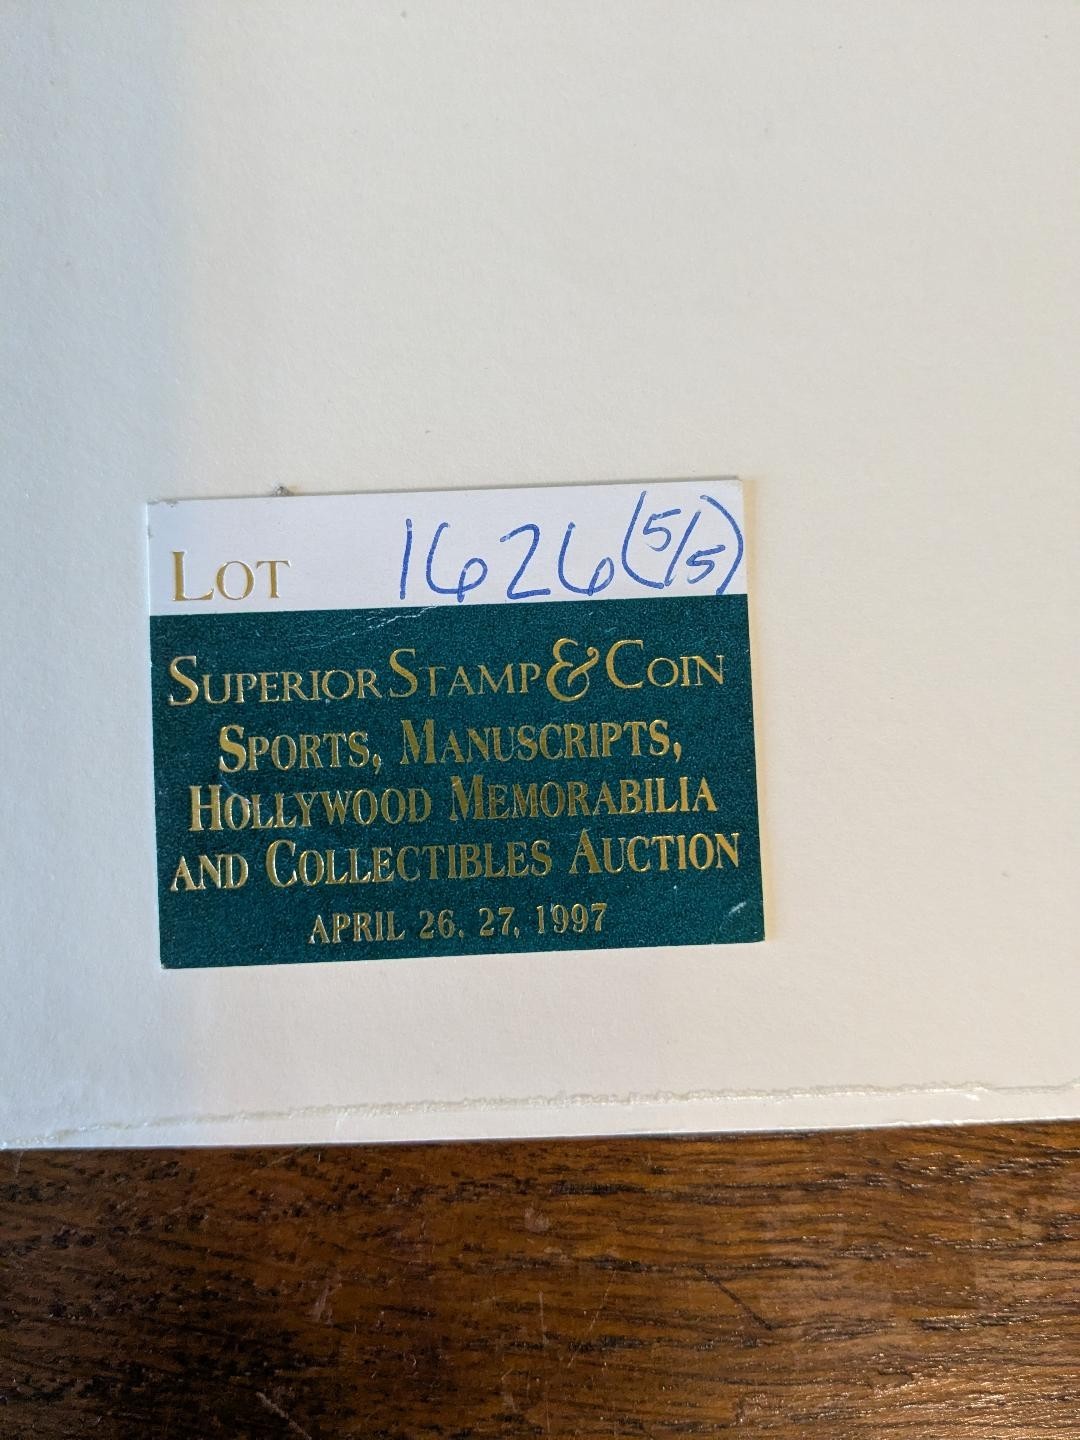 LOT 1626 (5/5)
SUPERIOR STAMP & COIN
SPORTS, MANUSCRIPTS,
HOLLYWOOD MEMORABILIA
AND COLLECTIBLES AUCTION
APRIL 26, 27, 1997